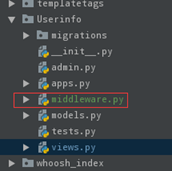 templatetags
Userinfo
migrations
__init__.py
admin.py
apps.py
middleware.py
models.py
tests.py
views.py
whoosh_index